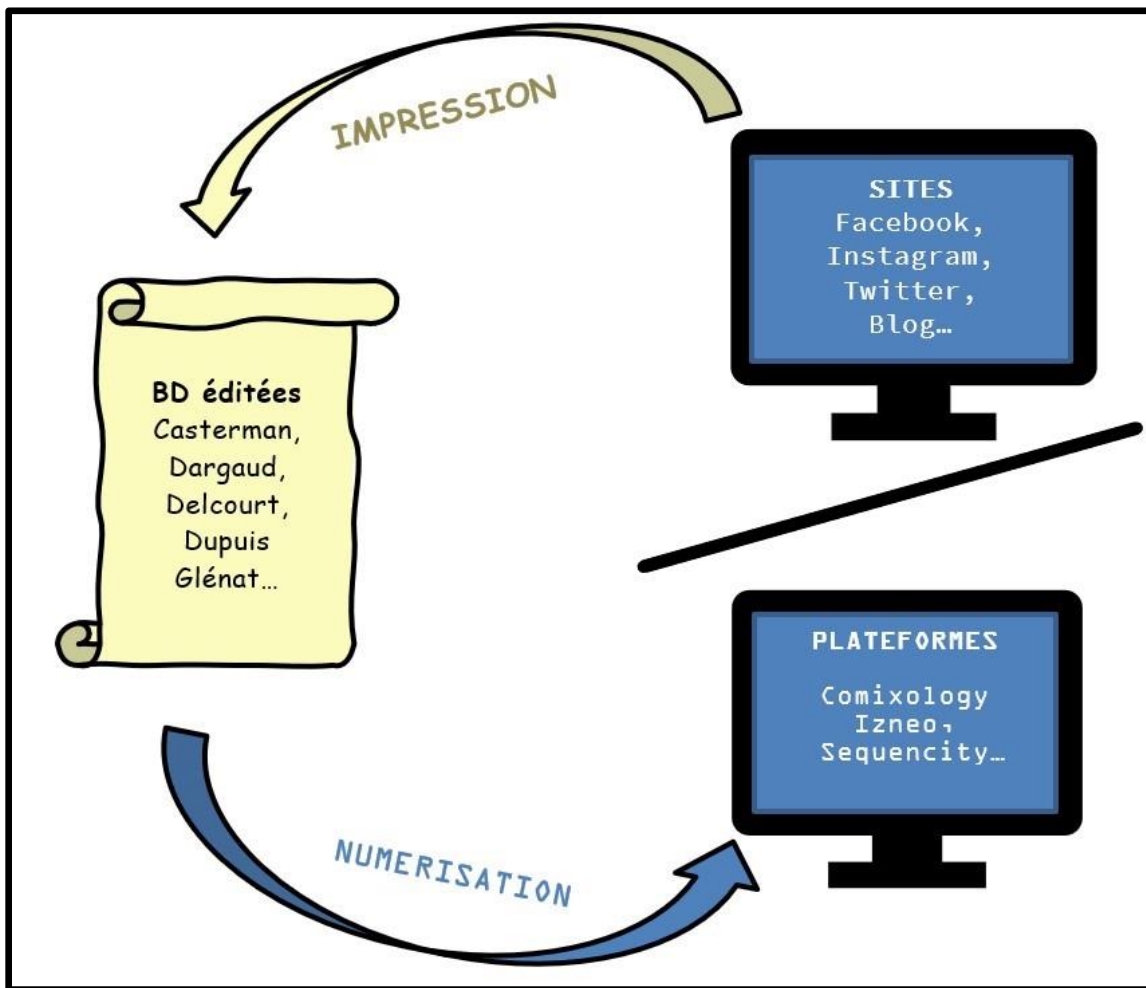 IMPRESSION
SITES
Facebook,
Instagram,
Twitter,
Blog…
BD éditées
Casterman,
Dargaud,
Delcourt,
Dupuis
Glénat…
PLATEFORMES
Comixology
Izneo,
Sequencity…
NUMERISATION